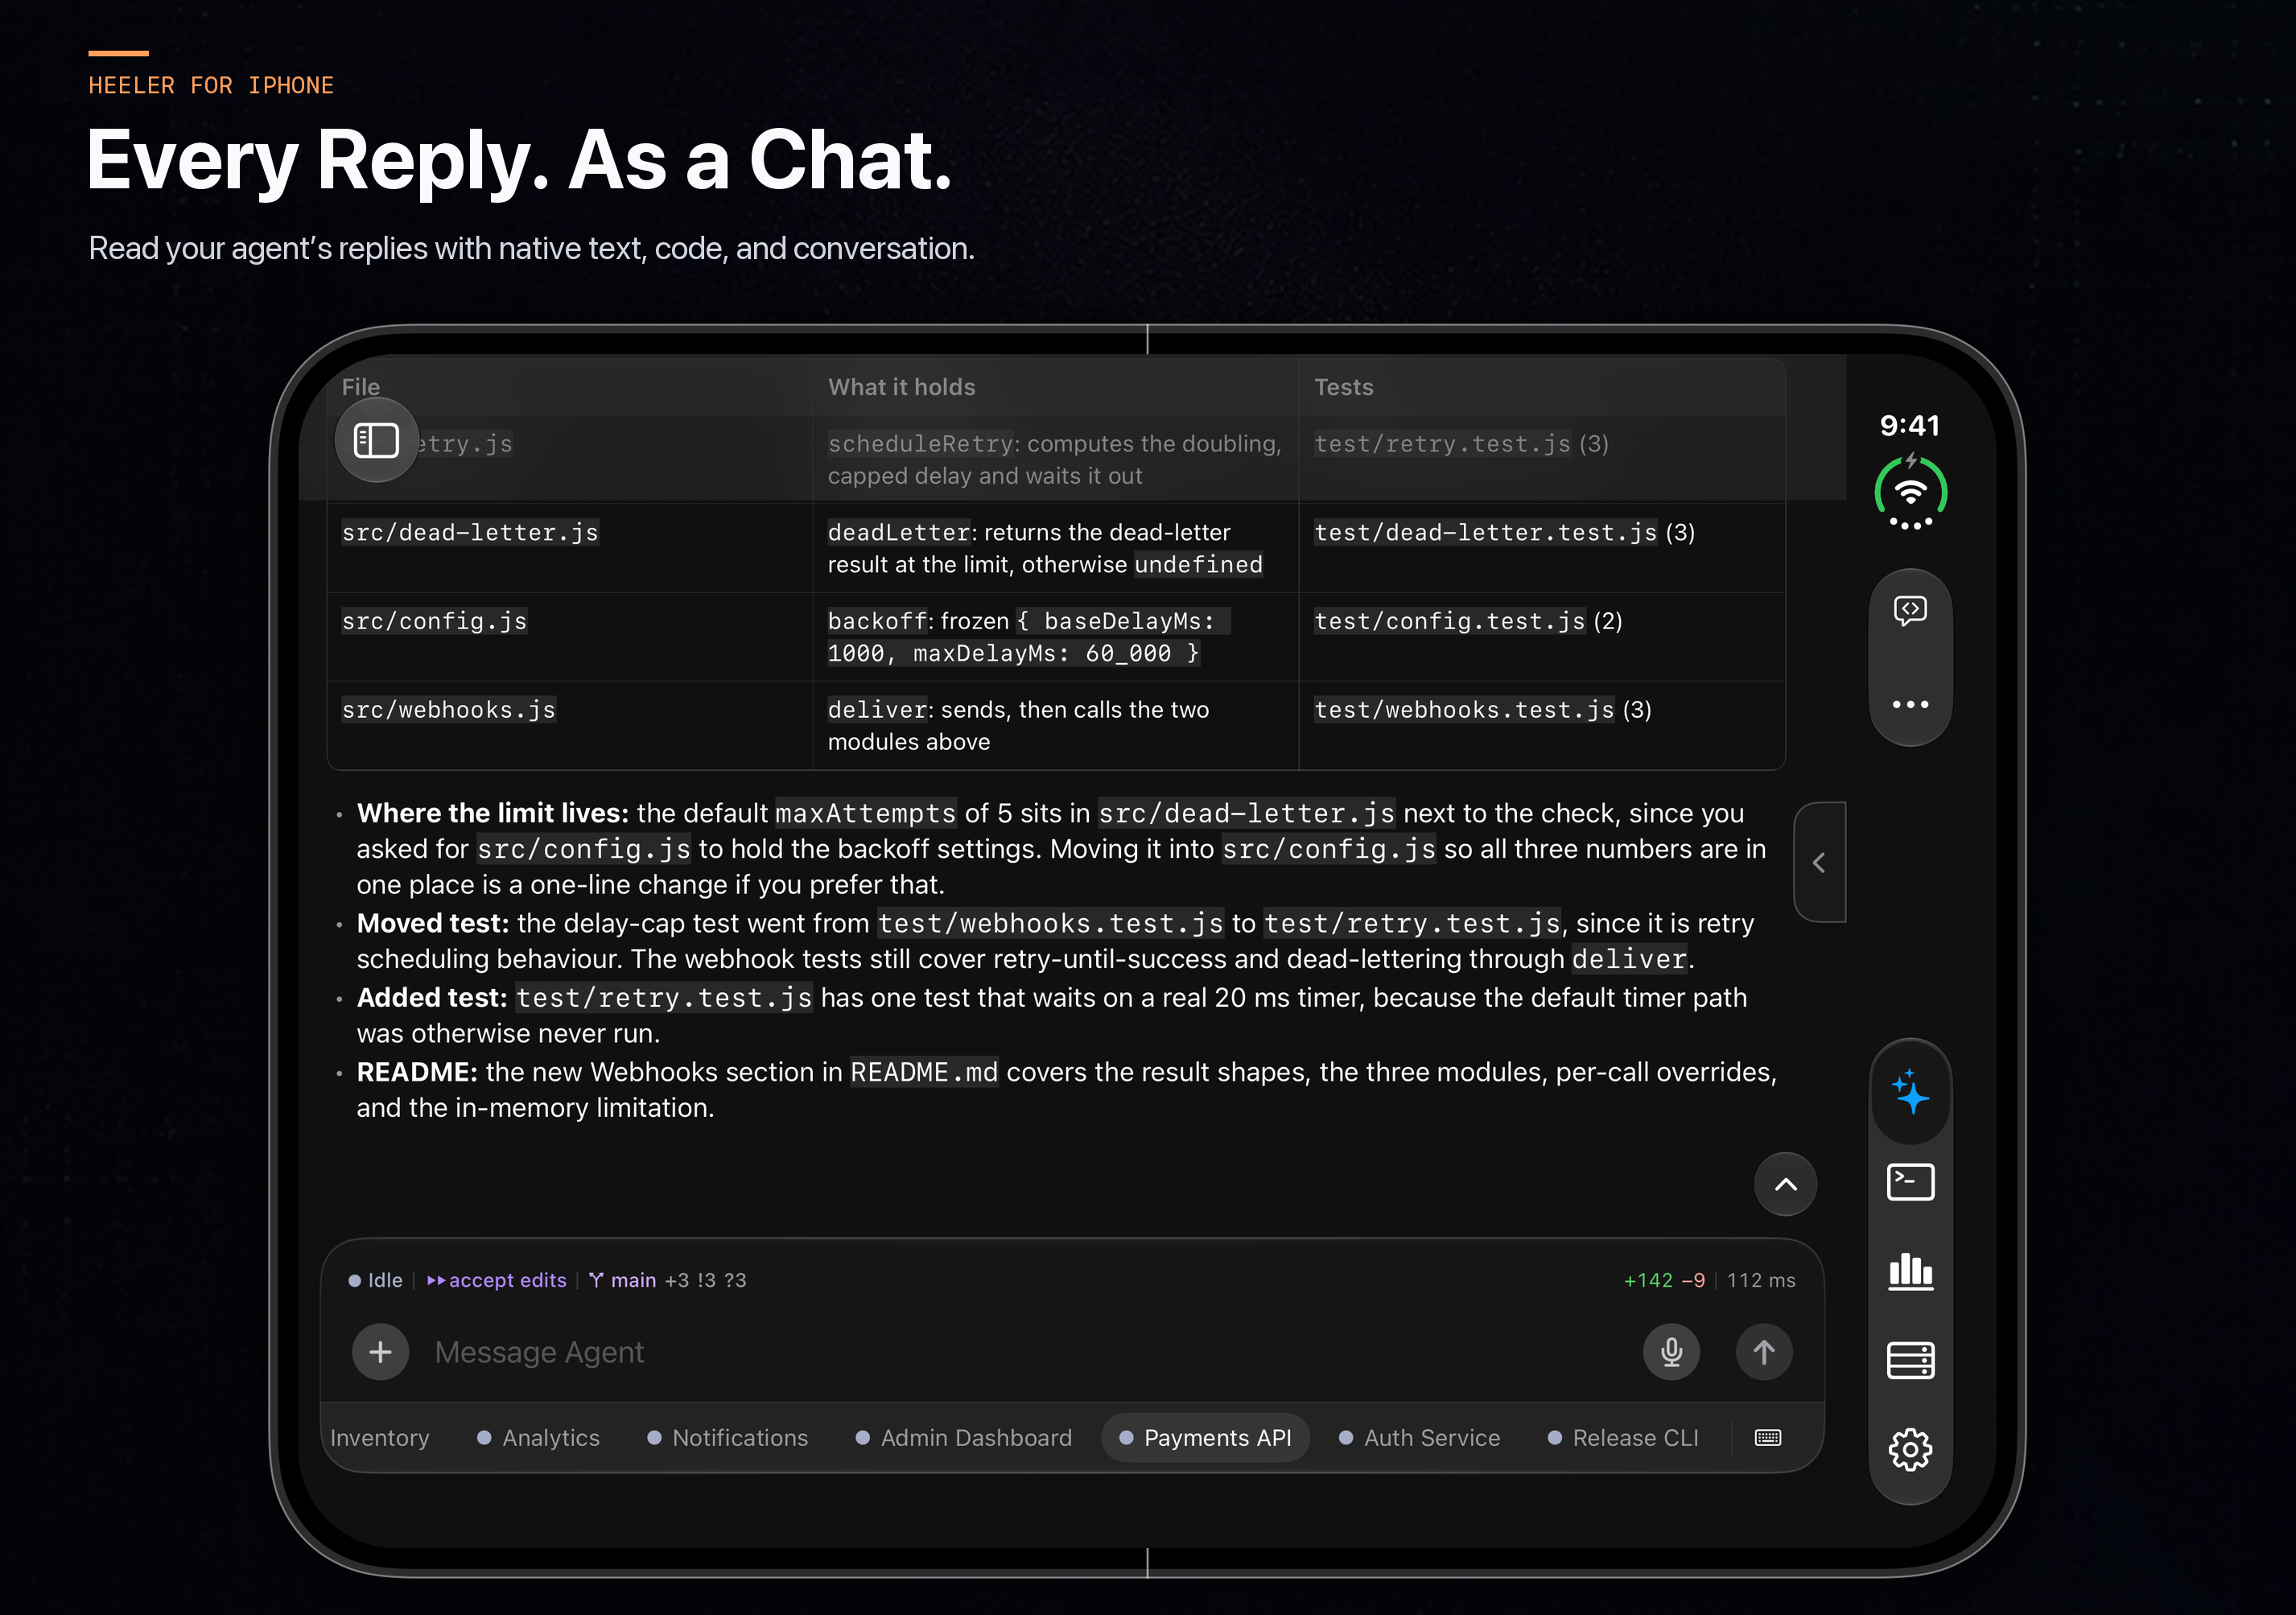 HEELER FOR IPHONE
Every Reply. As a Chat.
Read your agent’s replies with native text, code, and conversation.
9:41
File What it holds Tests
etry.js scheduleRetry: computes the doubling, test/retry.test.js (3)
capped delay and waits it out
src/dead-letter.js deadLetter: returns the dead-letter test/dead-letter.test.js (3)
result at the limit, otherwise undefined
src/config.js backoff: frozen { baseDelayMs: test/config.test.js (2)
1000, maxDelayMs: 60_000 }
src/webhooks.js deliver: sends, then calls the two test/webhooks.test.js (3)
modules above
• Where the limit lives: the default maxAttempts of 5 sits in src/dead-letter.js next to the check, since you
asked for src/config.js to hold the backoff settings. Moving it into src/config.js so all three numbers are in
one place is a one-line change if you prefer that.
• Moved test: the delay-cap test went from test/webhooks.test.js to test/retry.test.js, since it is retry
scheduling behaviour. The webhook tests still cover retry-until-success and dead-lettering through deliver.
• Added test: test/retry.test.js has one test that waits on a real 20 ms timer, because the default timer path
was otherwise never run.
• README: the new Webhooks section in README.md covers the result shapes, the three modules, per-call overrides,
and the in-memory limitation.
Idle accept edits main +3 !3 ?3 +142 −9 112 ms
Message Agent
Inventory Analytics Notifications Admin Dashboard Payments API Auth Service Release CLI